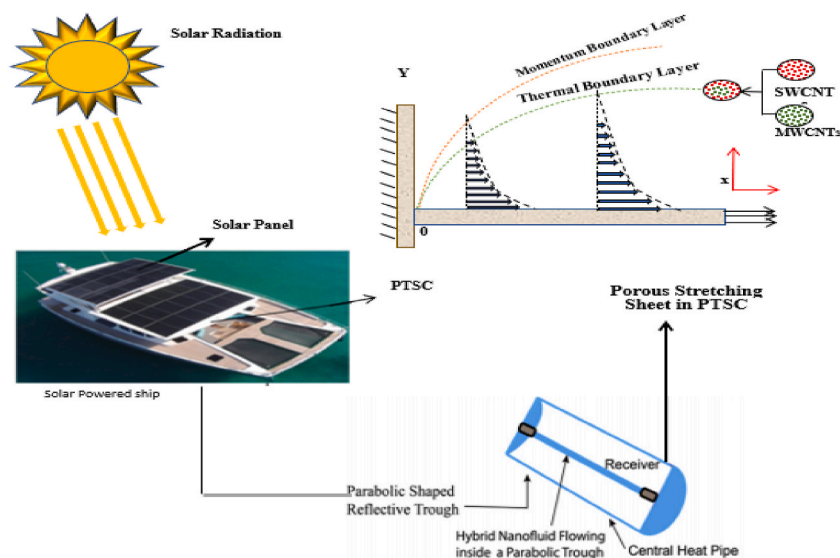 Solar Radiation
Y
Momentum Boundary Layer
Thermal Boundary Layer
SWCNT
MWCNTs
x
0
Solar Panel
PTSC
Porous Stretching
Sheet in PTSC
Solar Powered ship
Receiver
Parabolic Shaped
Reflective Trough
Hybrid Nanofluid Flowing
inside a Parabolic Trough
Central Heat Pipe